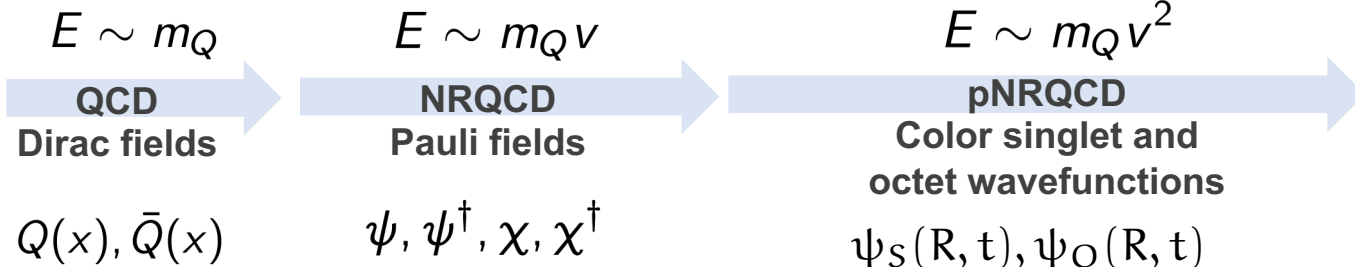 E ∼ m_Q
E ∼ m_Q v
E ∼ m_Q v²
QCD
NRQCD
pNRQCD
Dirac fields
Pauli fields
Color singlet and
octet wavefunctions
Q(x), Q̄(x)
ψ, ψ†, χ, χ†
ψ_S(R, t), ψ_O(R, t)